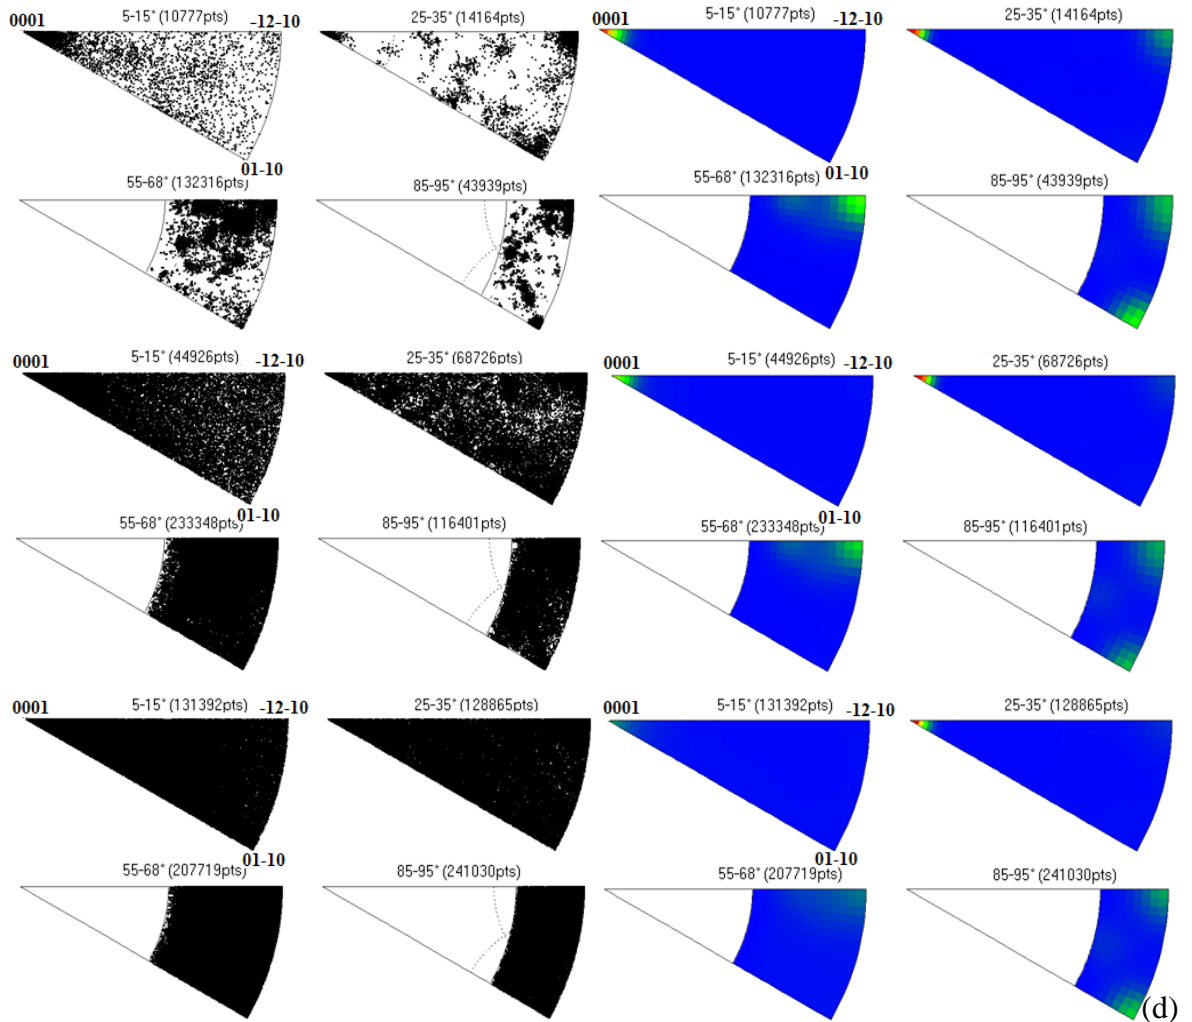 0001 5-15° (10777pts) -12-10 25-35° (14164pts) 0001 5-15° (10777pts) -12-10 25-35° (14164pts)
01-10 01-10
55-68° (132316pts) 85-95° (43939pts) 55-68° (132316pts) 85-95° (43939pts)
0001 5-15° (44926pts) -12-10 25-35° (68726pts) 0001 5-15° (44926pts) -12-10 25-35° (68726pts)
01-10 01-10
55-68° (233348pts) 85-95° (116401pts) 55-68° (233348pts) 85-95° (116401pts)
0001 5-15° (131392pts) -12-10 25-35° (128865pts) 0001 5-15° (131392pts) -12-10 25-35° (128865pts)
01-10 01-10
55-68° (207719pts) 85-95° (241030pts) 55-68° (207719pts) 85-95° (241030pts)
(d)